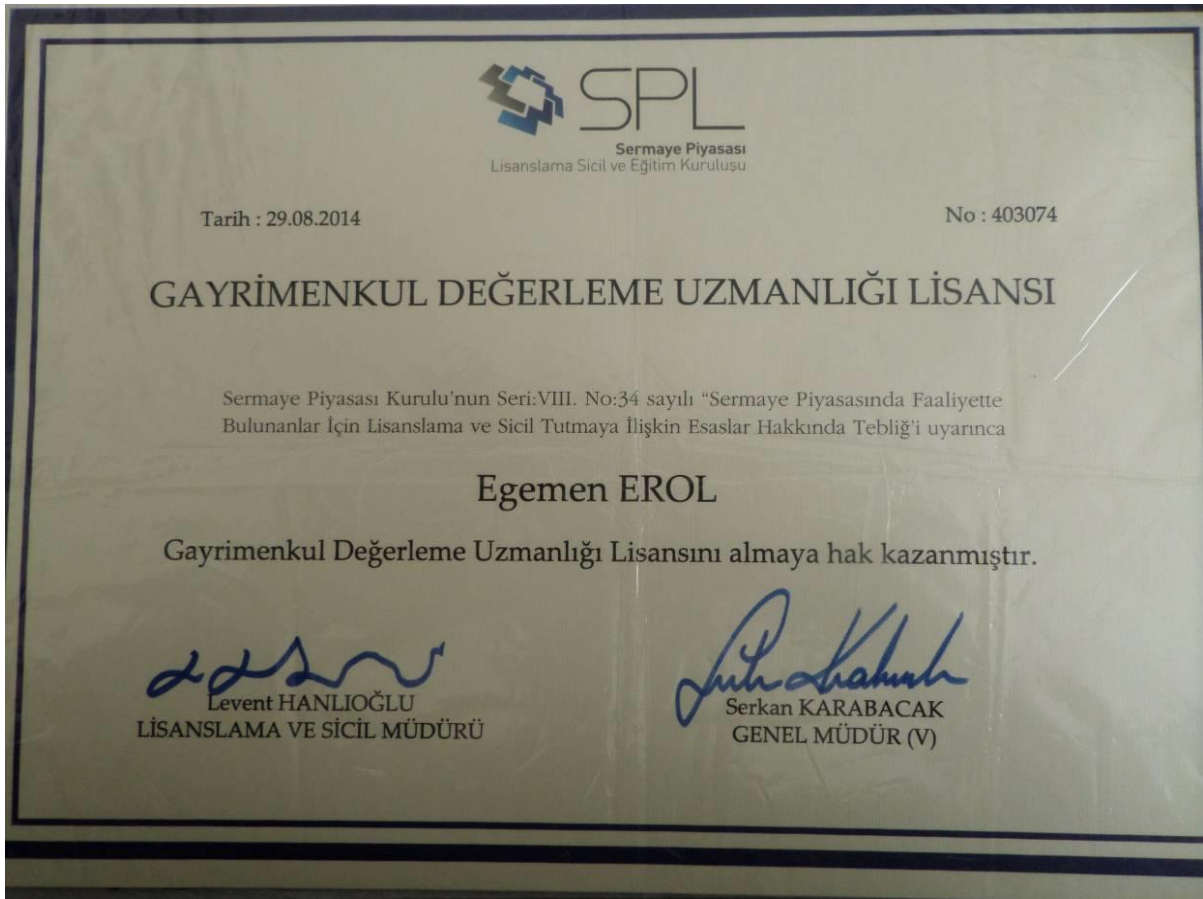 SPL
Sermaye Piyasası
Lisanslama Sicil ve Eğitim Kuruluşu
Tarih : 29.08.2014
No : 403074
GAYRİMENKUL DEĞERLEME UZMANLIĞI LİSANSI
Sermaye Piyasası Kurulu'nun Seri:VIII. No:34 sayılı “Sermaye Piyasasında Faaliyette
Bulunanlar İçin Lisanslama ve Sicil Tutmaya İlişkin Esaslar Hakkında Tebliğ'i uyarınca
Egemen EROL
Gayrimenkul Değerleme Uzmanlığı Lisansını almaya hak kazanmıştır.
Levent HANLIOĞLU
LİSANSLAMA VE SİCİL MÜDÜRÜ
Serkan KARABACAK
GENEL MÜDÜR (V)